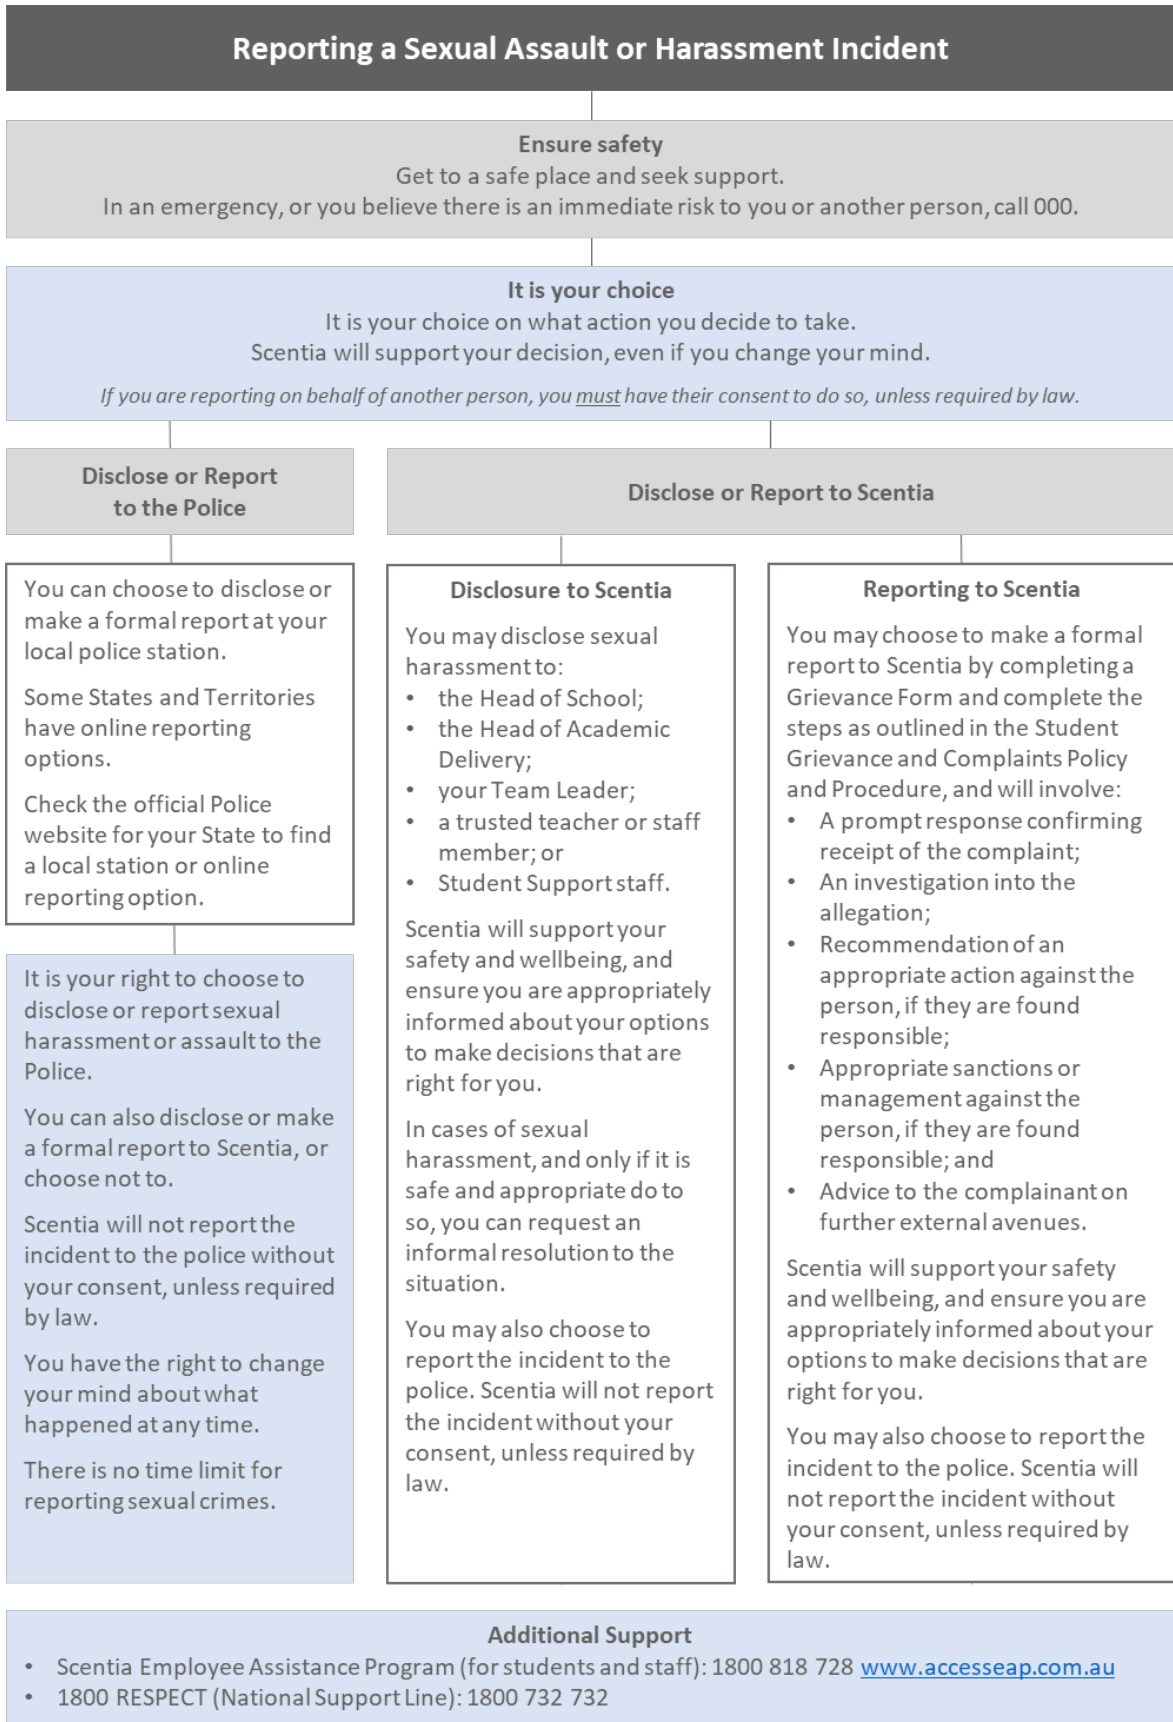 Reporting a Sexual Assault or Harassment Incident
Ensure safety
Get to a safe place and seek support.
In an emergency, or you believe there is an immediate risk to you or another person, call 000.
It is your choice
It is your choice on what action you decide to take.
Scentia will support your decision, even if you change your mind.
If you are reporting on behalf of another person, you must have their consent to do so, unless required by law.
Disclose or Report
to the Police
You can choose to disclose or
make a formal report at your
local police station.
Some States and Territories
have online reporting
options.
Check the official Police
website for your State to find
a local station or online
reporting option.
It is your right to choose to
disclose or report sexual
harassment or assault to the
Police.
You can also disclose or make
a formal report to Scentia, or
choose not to.
Scentia will not report the
incident to the police without
your consent, unless required
by law.
You have the right to change
your mind about what
happened at any time.
There is no time limit for
reporting sexual crimes.
Disclose or Report to Scentia
Disclosure to Scentia
You may disclose sexual
harassment to:
• the Head of School;
• the Head of Academic
Delivery;
• your Team Leader;
• a trusted teacher or staff
member; or
• Student Support staff.
Scentia will support your
safety and wellbeing, and
ensure you are appropriately
informed about your options
to make decisions that are
right for you.
In cases of sexual
harassment, and only if it is
safe and appropriate do to
so, you can request an
informal resolution to the
situation.
You may also choose to
report the incident to the
police. Scentia will not report
the incident without your
consent, unless required by
law.
Reporting to Scentia
You may choose to make a formal
report to Scentia by completing a
Grievance Form and complete the
steps as outlined in the Student
Grievance and Complaints Policy
and Procedure, and will involve:
• A prompt response confirming
receipt of the complaint;
• An investigation into the
allegation;
• Recommendation of an
appropriate action against the
person, if they are found
responsible;
• Appropriate sanctions or
management against the
person, if they are found
responsible; and
• Advice to the complainant on
further external avenues.
Scentia will support your safety
and wellbeing, and ensure you are
appropriately informed about your
options to make decisions that are
right for you.
You may also choose to report the
incident to the police. Scentia will
not report the incident without
your consent, unless required by
law.
Additional Support
• Scentia Employee Assistance Program (for students and staff): 1800 818 728 www.accesseap.com.au
• 1800 RESPECT (National Support Line): 1800 732 732